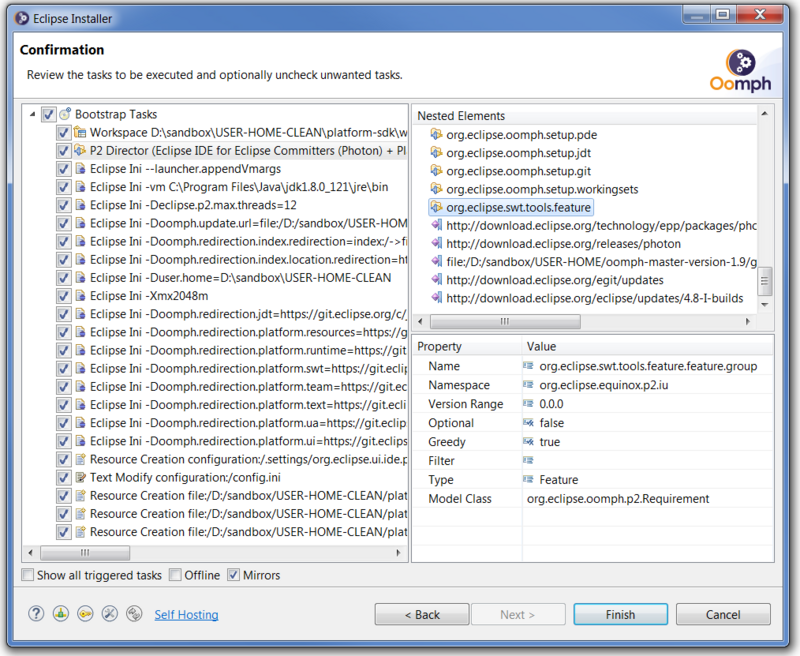 Eclipse Installer
Confirmation
Review the tasks to be executed and optionally uncheck unwanted tasks.
Oomph
Bootstrap Tasks
Workspace D:\sandbox\USER-HOME-CLEAN\platform-sdk\w
P2 Director (Eclipse IDE for Eclipse Committers (Photon) + Pl
Eclipse Ini --launcher.appendVmargs
Eclipse Ini -vm C:\Program Files\Java\jdk1.8.0_121\jre\bin
Eclipse Ini -Declipse.p2.max.threads=12
Eclipse Ini -Doomph.update.url=file:/D:/sandbox/USER-HOM
Eclipse Ini -Doomph.redirection.index.redirection=index:/->fi
Eclipse Ini -Doomph.redirection.index.location.redirection=ht
Eclipse Ini -Duser.home=D:\sandbox\USER-HOME-CLEAN
Eclipse Ini -Xmx2048m
Eclipse Ini -Doomph.redirection.jdt=https://git.eclipse.org/c/
Eclipse Ini -Doomph.redirection.platform.resources=https://g
Eclipse Ini -Doomph.redirection.platform.runtime=https://git
Eclipse Ini -Doomph.redirection.platform.swt=https://git.eclip
Eclipse Ini -Doomph.redirection.platform.team=https://git.ec
Eclipse Ini -Doomph.redirection.platform.text=https://git.ecli
Eclipse Ini -Doomph.redirection.platform.ua=https://git.eclip
Eclipse Ini -Doomph.redirection.platform.ui=https://git.eclips
Resource Creation configuration:/.settings/org.eclipse.ui.ide.p
Text Modify configuration:/config.ini
Resource Creation file:/D:/sandbox/USER-HOME-CLEAN/plat
Resource Creation file:/D:/sandbox/USER-HOME-CLEAN/plat
Resource Creation file:/D:/sandbox/USER-HOME-CLEAN/plat
Nested Elements
org.eclipse.oomph.setup.pde
org.eclipse.oomph.setup.jdt
org.eclipse.oomph.setup.git
org.eclipse.oomph.setup.workingsets
org.eclipse.swt.tools.feature
http://download.eclipse.org/technology/epp/packages/phc
http://download.eclipse.org/releases/photon
file:/D:/sandbox/USER-HOME/oomph-master-version-1.9/g
http://download.eclipse.org/egit/updates
http://download.eclipse.org/eclipse/updates/4.8-I-builds
Property Value
Name org.eclipse.swt.tools.feature.feature.group
Namespace org.eclipse.equinox.p2.iu
Version Range 0.0.0
Optional false
Greedy true
Filter
Type Feature
Model Class org.eclipse.oomph.p2.Requirement
Show all triggered tasks Offline Mirrors
Self Hosting
< Back Next > Finish Cancel